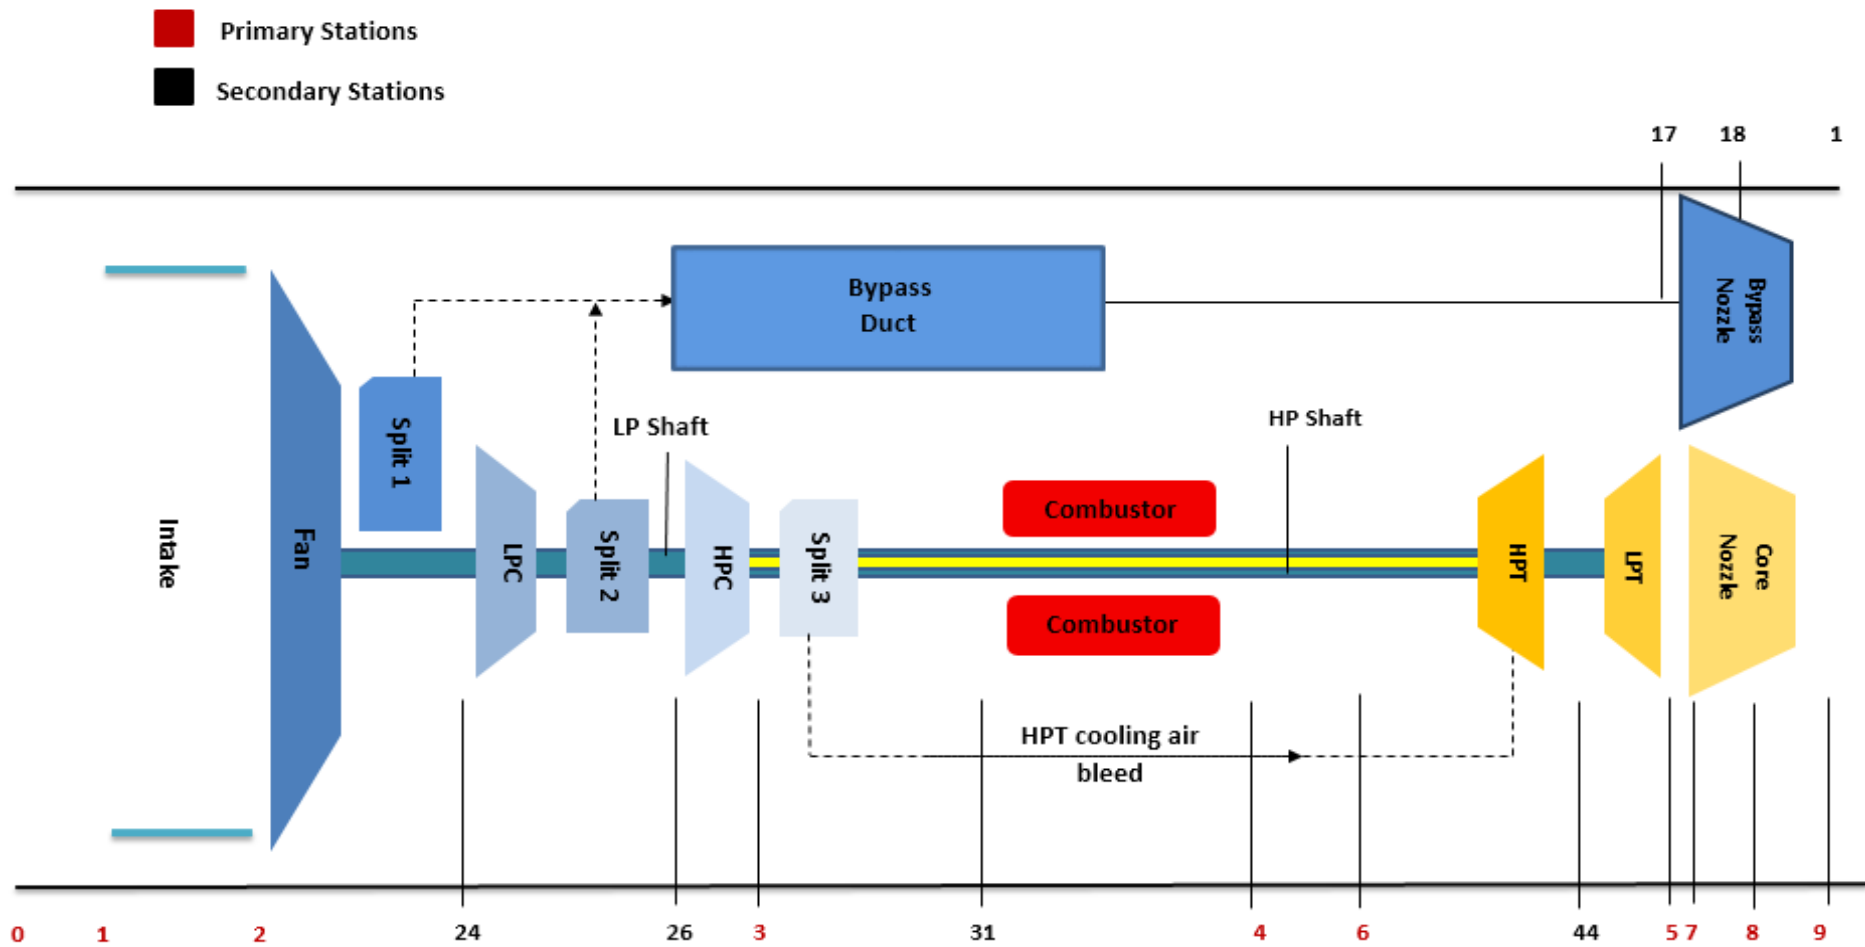 Primary Stations
Secondary Stations
17 18 1
Bypass
Duct
Bypass
Nozzle
Split 1
LP Shaft
HP Shaft
Intake
Fan
LPC
Split 2
HPC
Split 3
Combustor
Combustor
HPT
LPT
Core
Nozzle
HPT cooling air
bleed
0 1 2 24 26 3 31 4 6 44 5 7 8 9